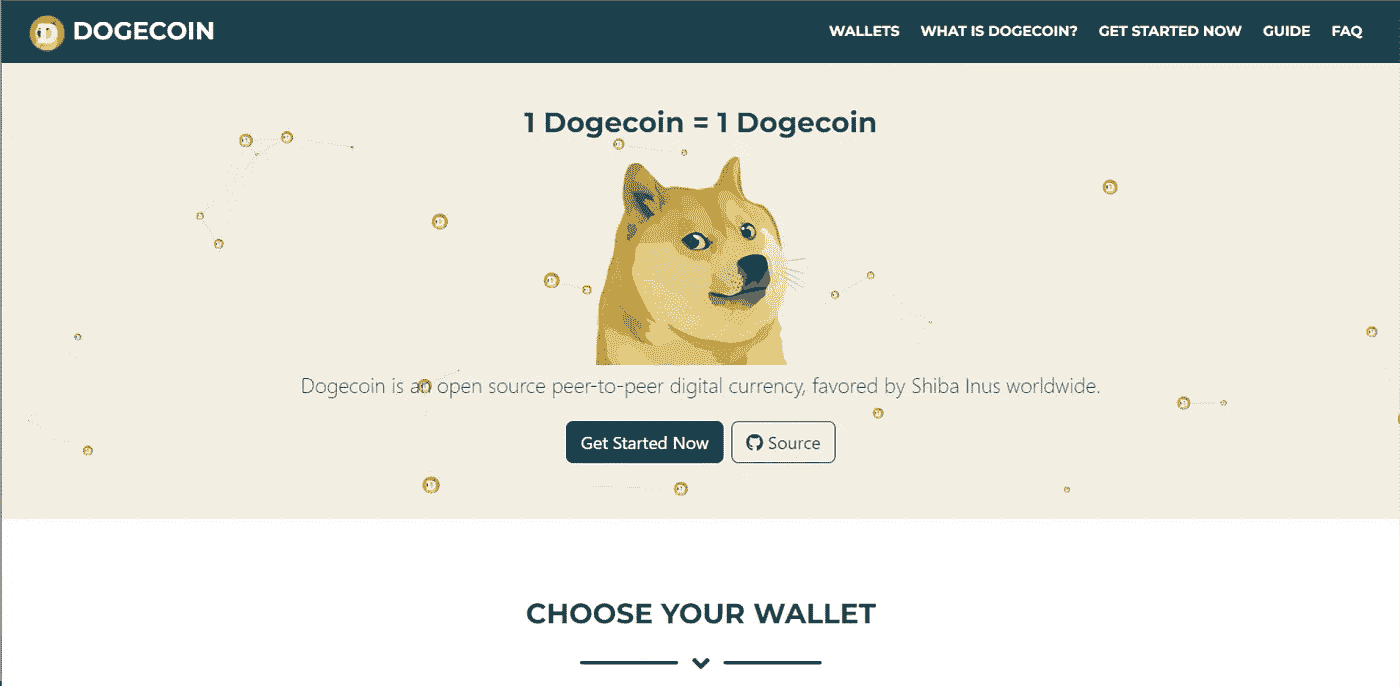 DOGECOIN
WALLETS WHAT IS DOGECOIN? GET STARTED NOW GUIDE FAQ
1 Dogecoin = 1 Dogecoin
Dogecoin is an open source peer-to-peer digital currency, favored by Shiba Inus worldwide.
Get Started Now Source
CHOOSE YOUR WALLET